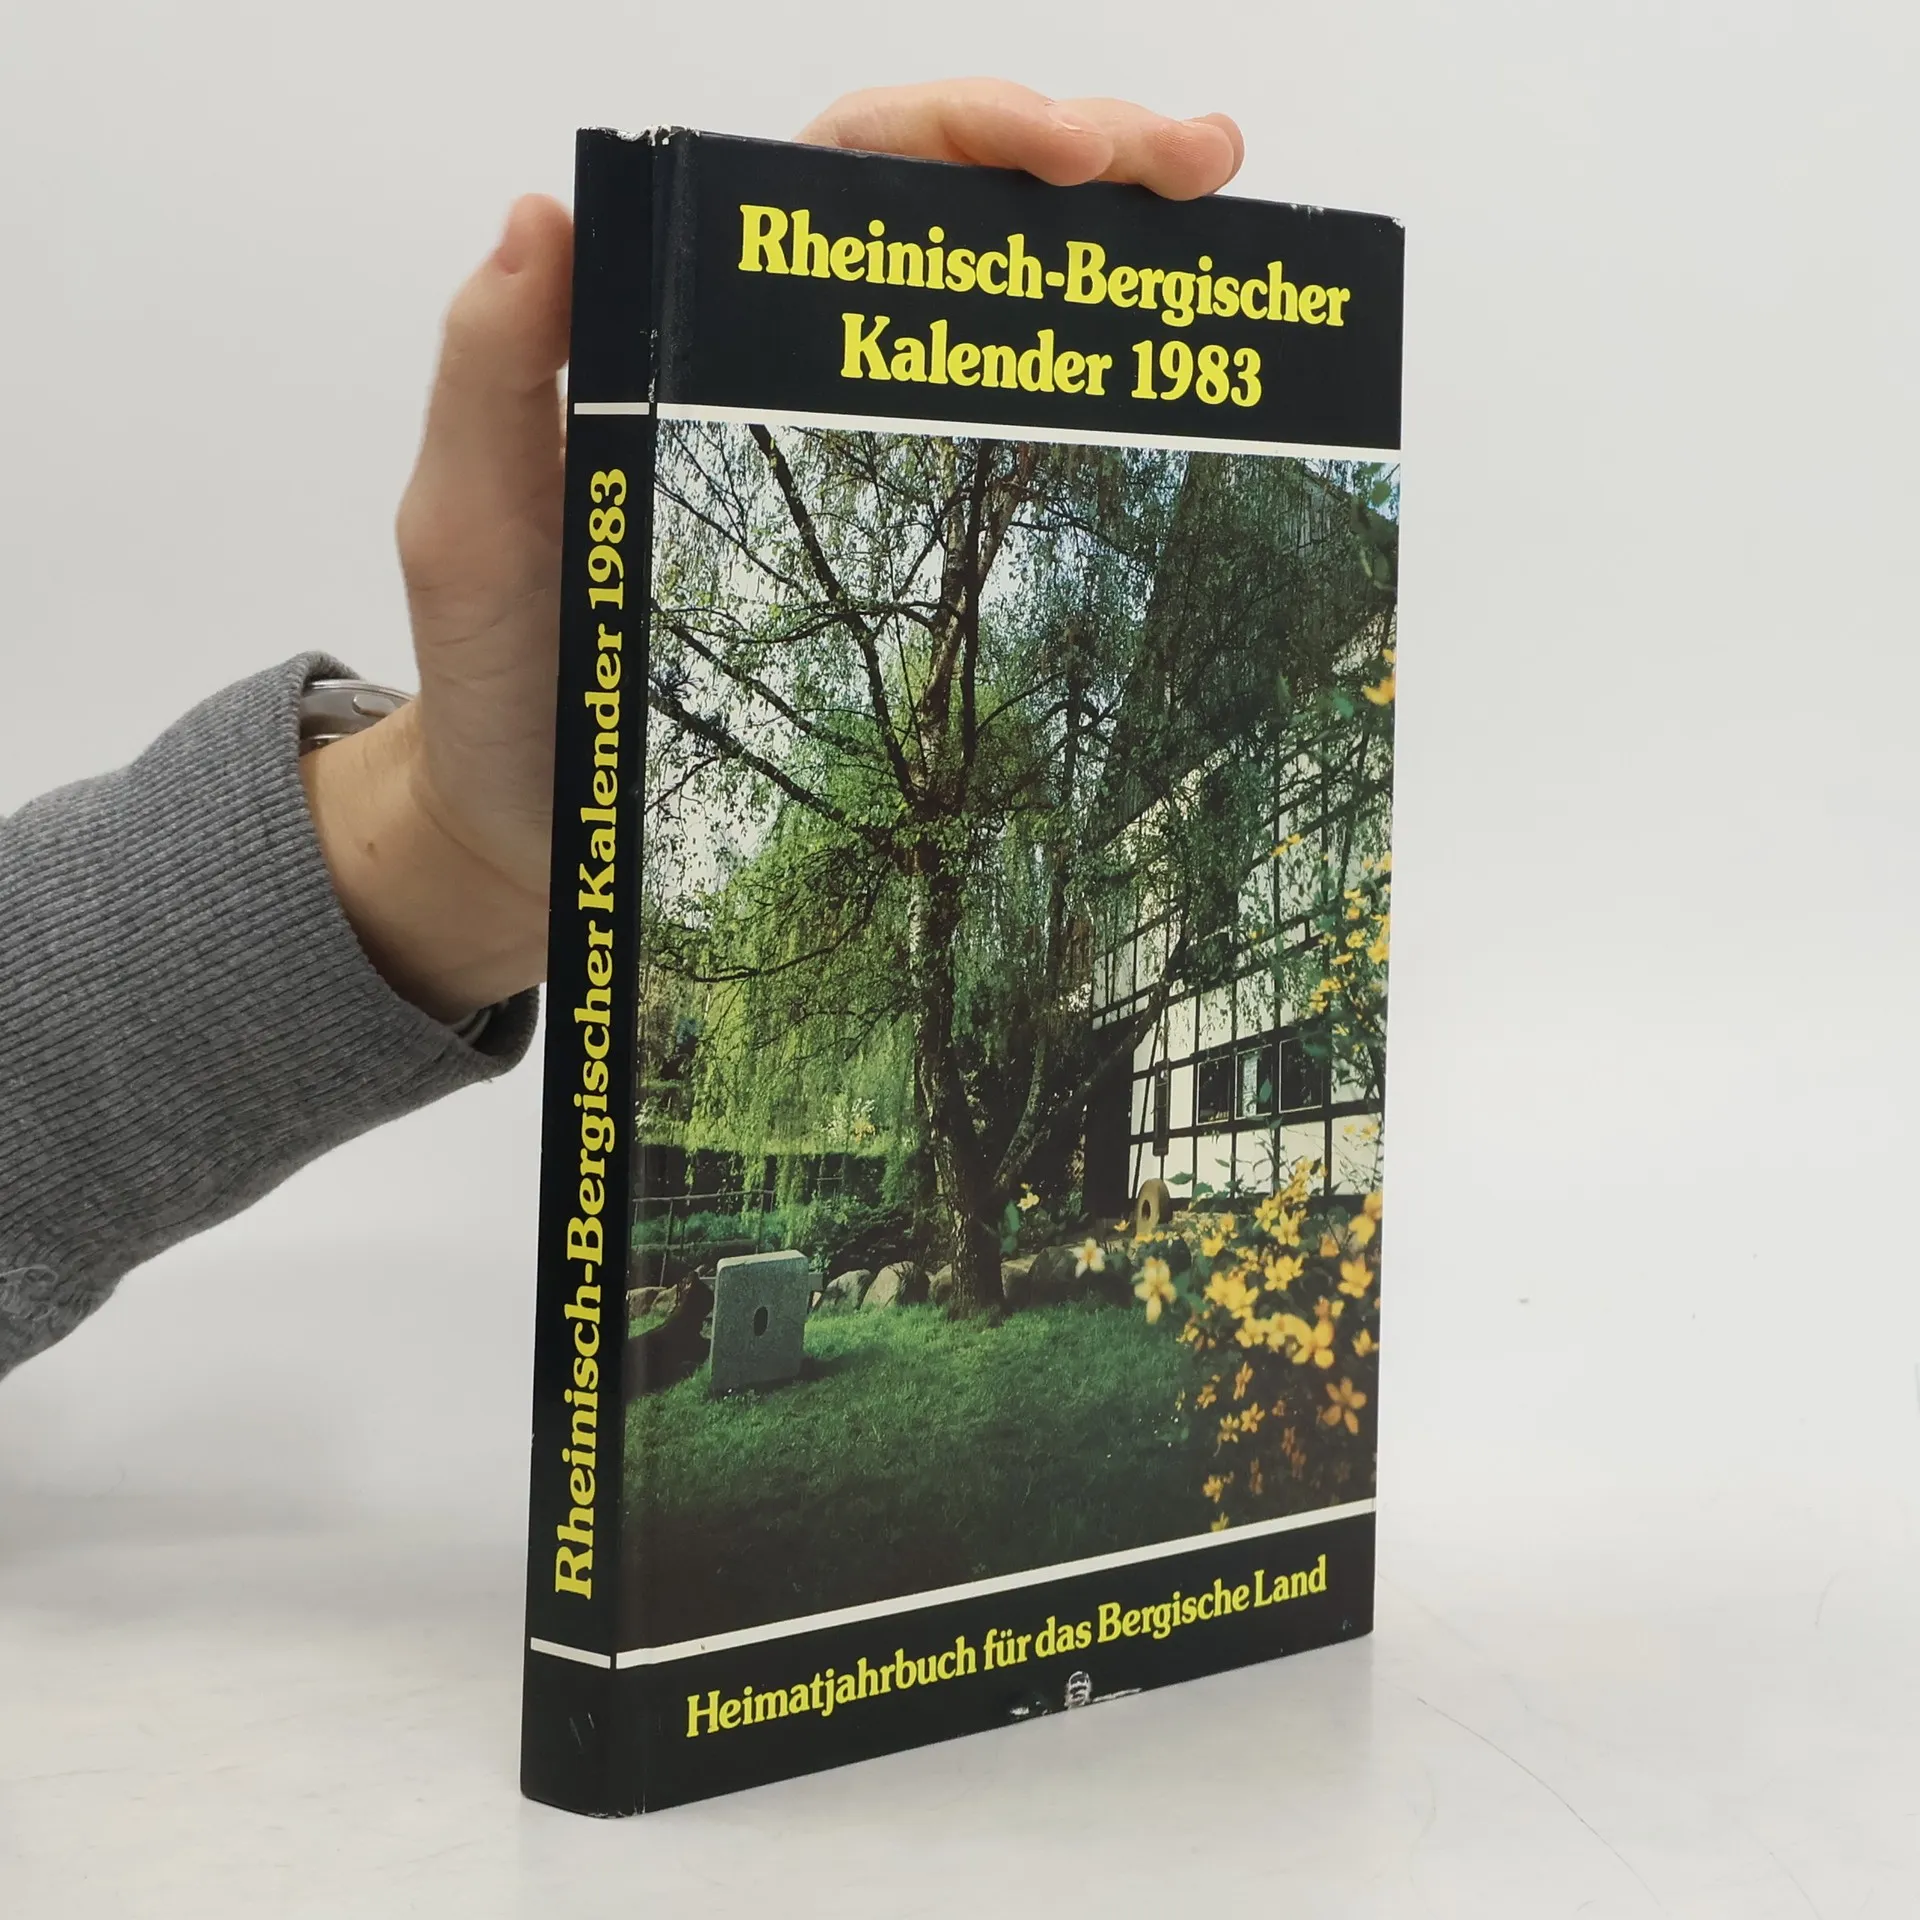 Rheinisch-Bergischer
Kalender 1983
Rheinisch-Bergischer Kalender 1983
Heimatjahrbuch für das Bergische Land